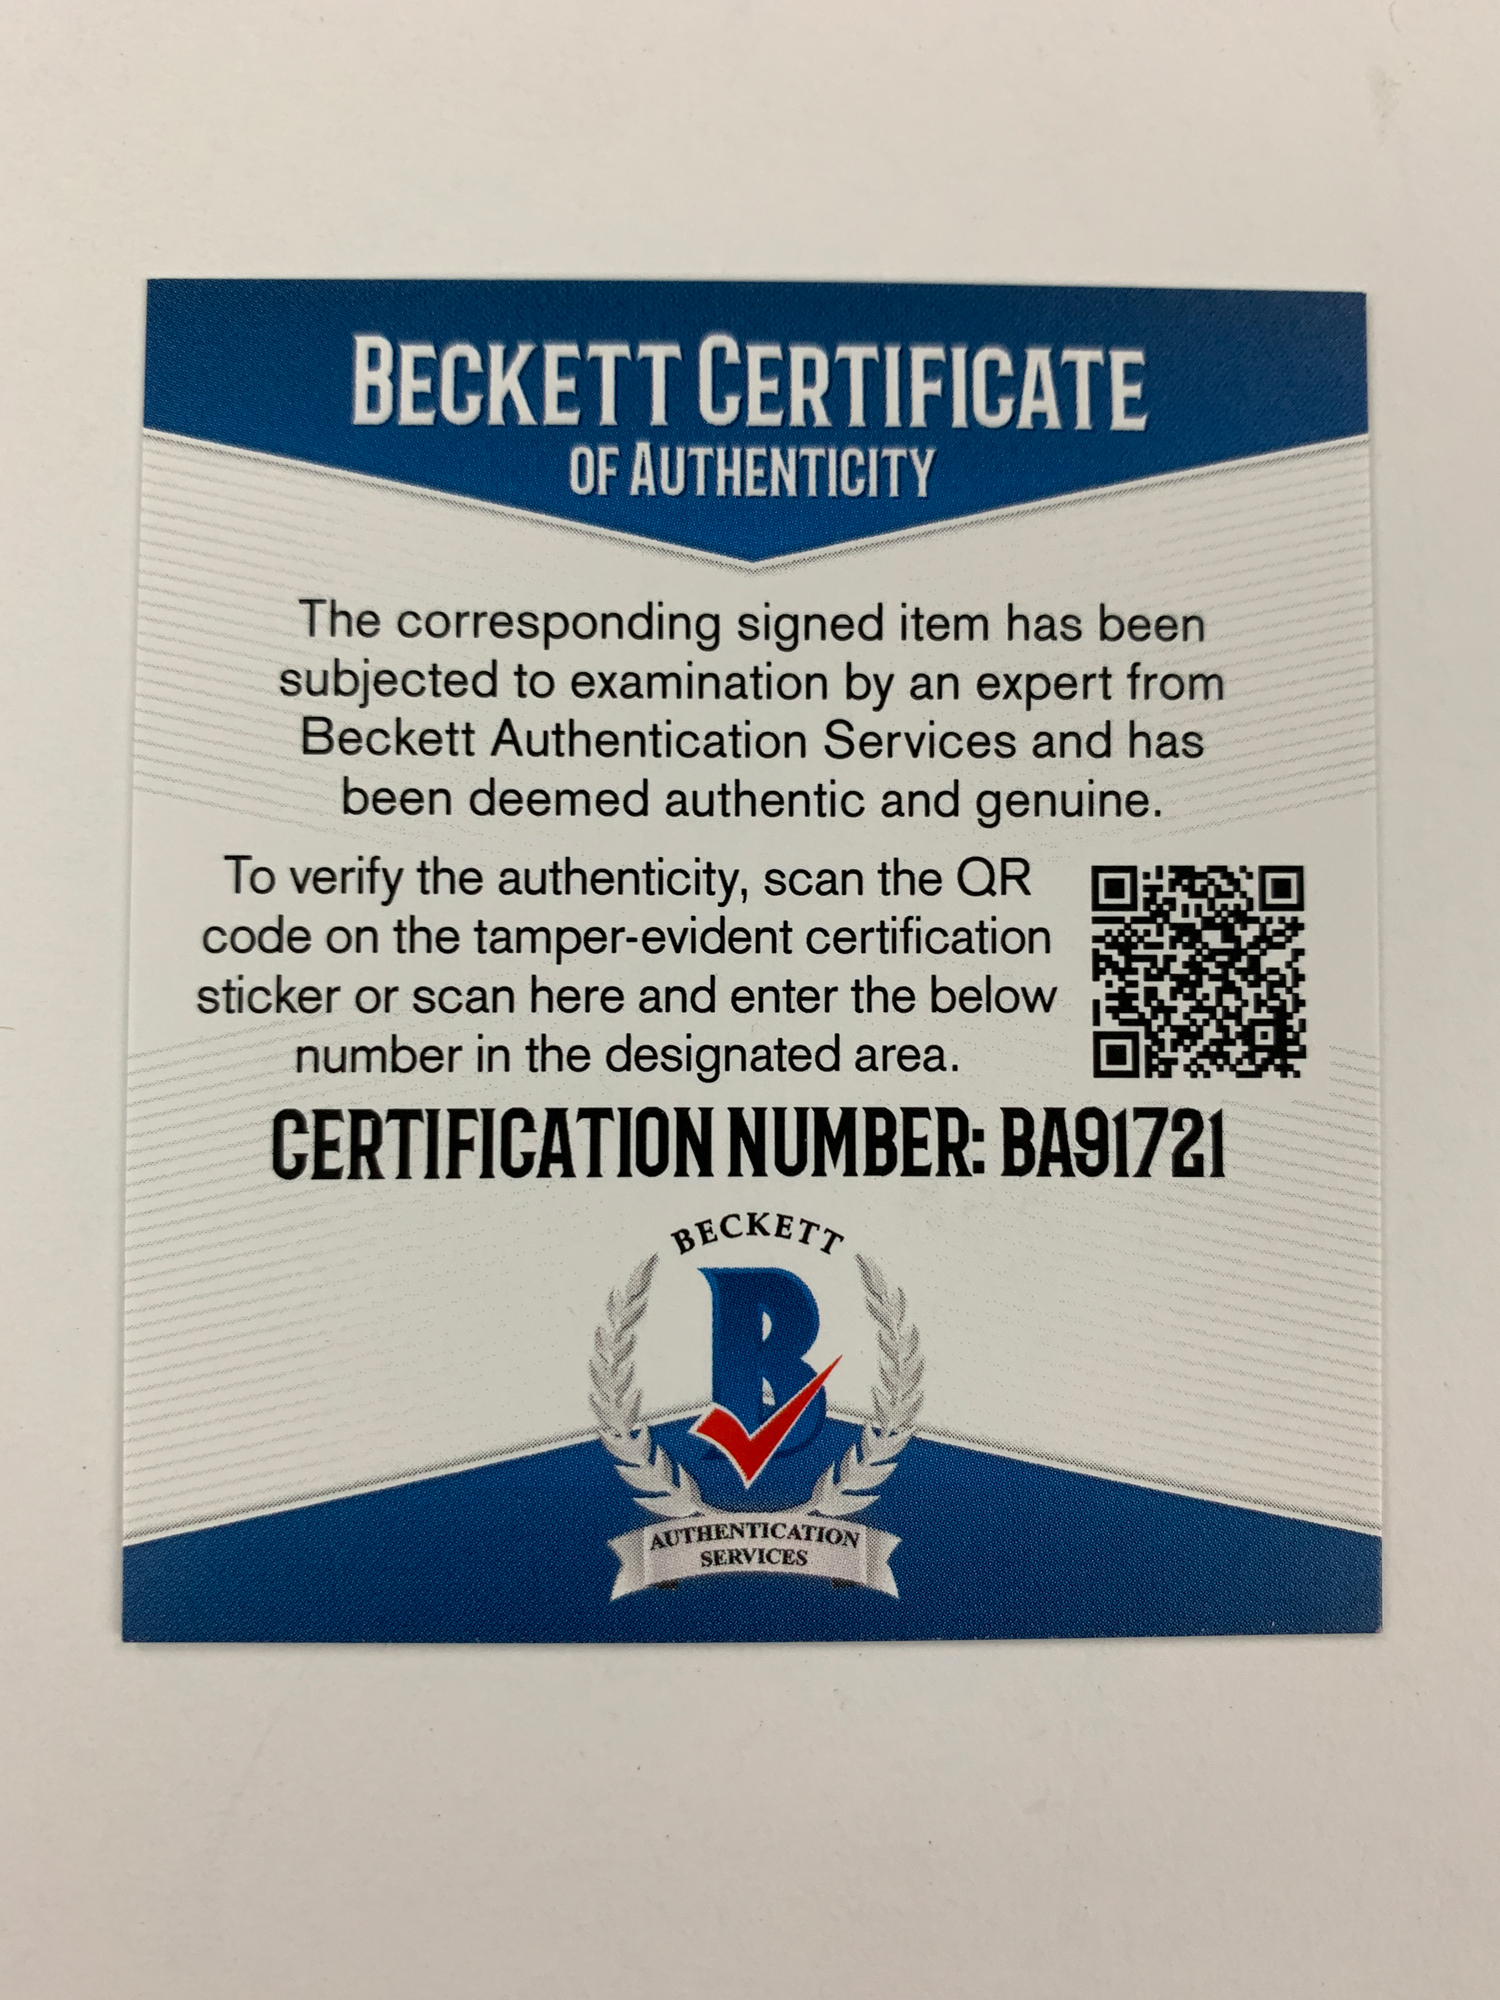 BECKETT CERTIFICATE
OF AUTHENTICITY
The corresponding signed item has been
subjected to examination by an expert from
Beckett Authentication Services and has
been deemed authentic and genuine.
To verify the authenticity, scan the QR
code on the tamper-evident certification
sticker or scan here and enter the below
number in the designated area.
CERTIFICATION NUMBER: BA91721
BECKETT
B
AUTHENTICATION
SERVICES